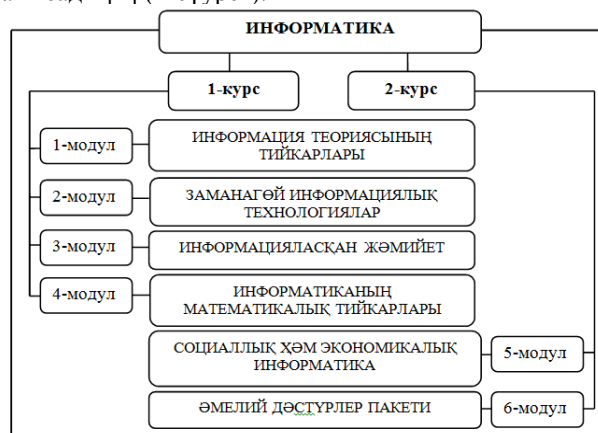 ИНФОРМАТИКА
1-курс
2-курс
1-модул
ИНФОРМАЦИЯ ТЕОРИЯСЫНЫҢ
ТИЙКАРЛАРЫ
2-модул
ЗАМАНАГӨЙ ИНФОРМАЦИЯЛЫҚ
ТЕХНОЛОГИЯЛАР
3-модул
ИНФОРМАЦИЯЛАСҚАН ЖӘМИЙЕТ
4-модул
ИНФОРМАТИКАНЫҢ
МАТЕМАТИКАЛЫҚ ТИЙКАРЛАРЫ
СОЦИАЛЛЫҚ ҲӘМ ЭКОНОМИКАЛЫҚ
ИНФОРМАТИКА
5-модул
ӘМЕЛИЙ ДӘСТҮРЛЕР ПАКЕТИ
6-модул